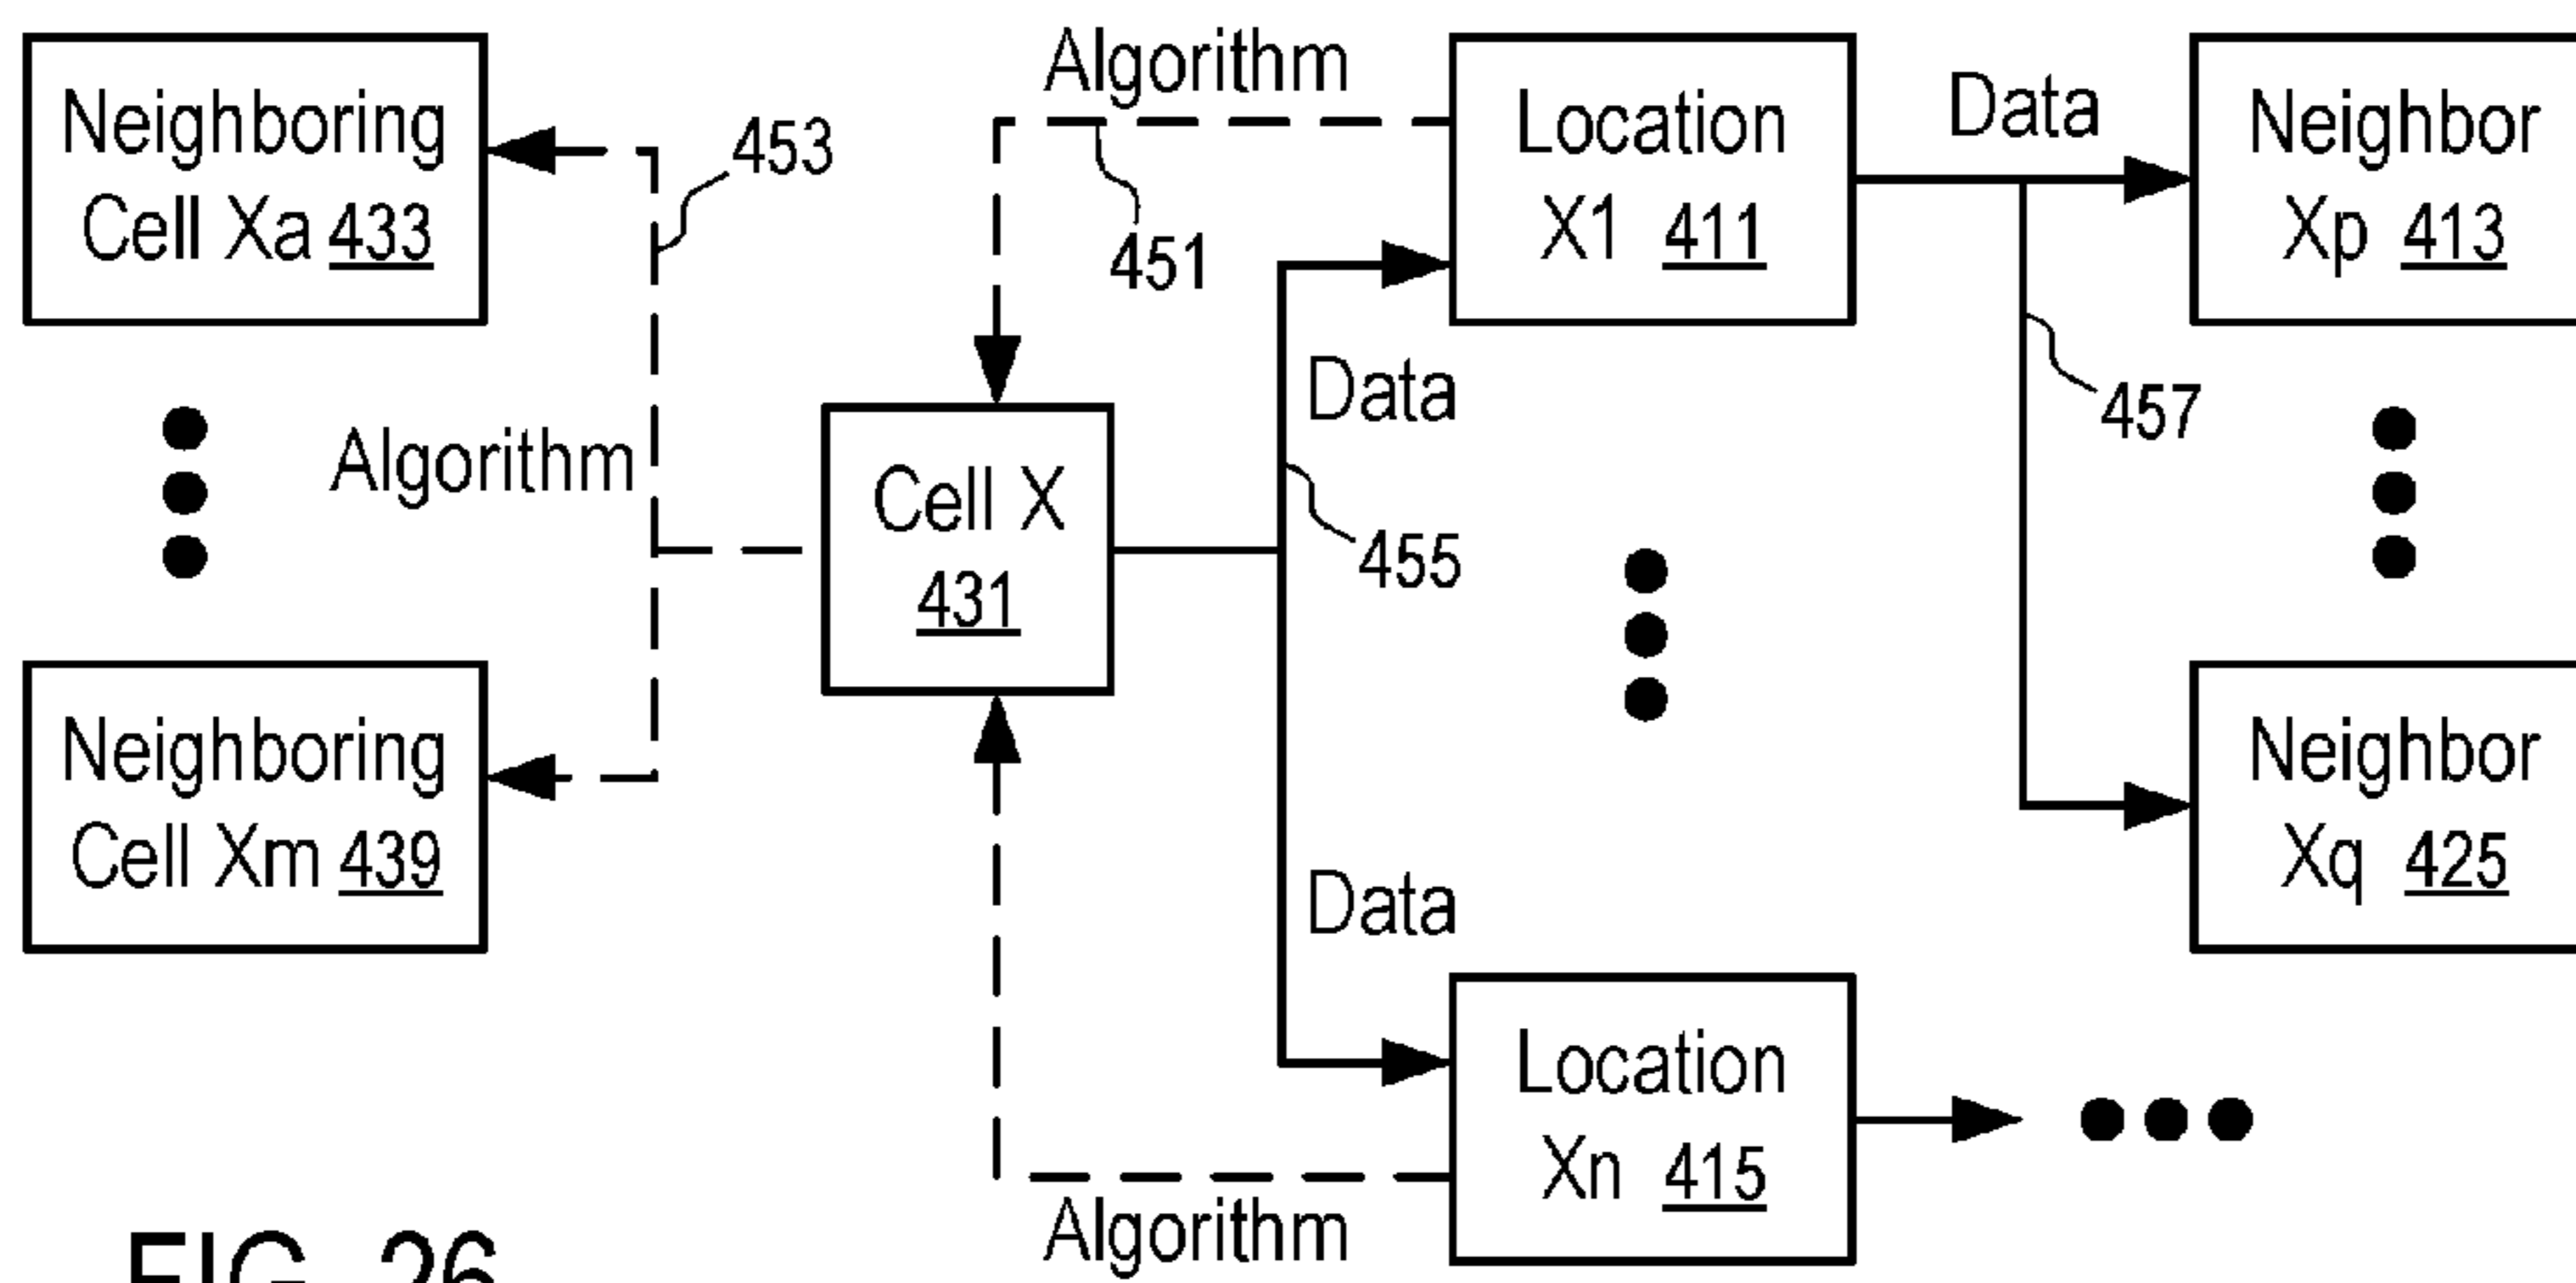 Neighboring
Cell Xa 433
Algorithm
453
451
Location
X1 411
Data
Neighbor
Xp 413
457
Algorithm
Cell X
431
Data
455
Neighboring
Cell Xm 439
Data
Neighbor
Xq 425
Location
Xn 415
Algorithm
FIG. 26